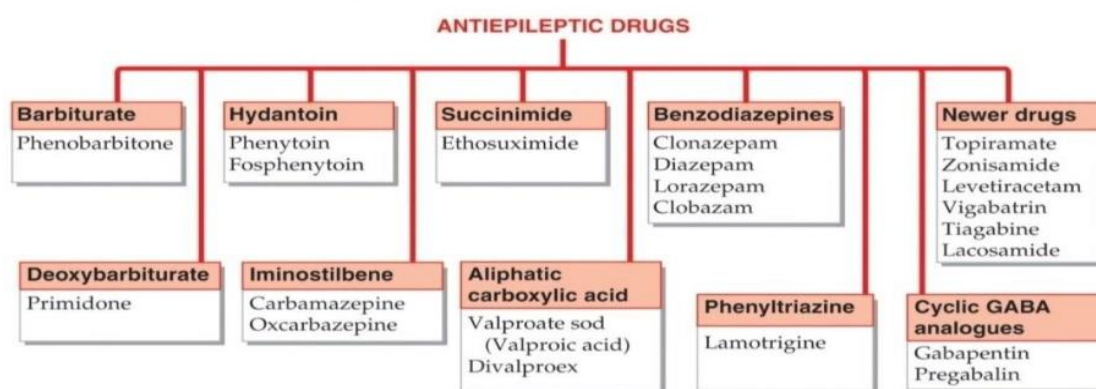 ANTIEPILEPTIC DRUGS
Barbiturate
Phenobarbitone
Hydantoin
Phenytoin
Fosphenytoin
Succinimide
Ethosuximide
Benzodiazepines
Clonazepam
Diazepam
Lorazepam
Clobazam
Newer drugs
Topiramate
Zonisamide
Levetiracetam
Vigabatrin
Tiagabine
Lacosamide
Deoxybarbiturate
Primidone
Iminostilbene
Carbamazepine
Oxcarbazepine
Aliphatic
carboxylic acid
Valproate sod
(Valproic acid)
Divalproex
Phenyltriazine
Lamotrigine
Cyclic GABA
analogues
Gabapentin
Pregabalin